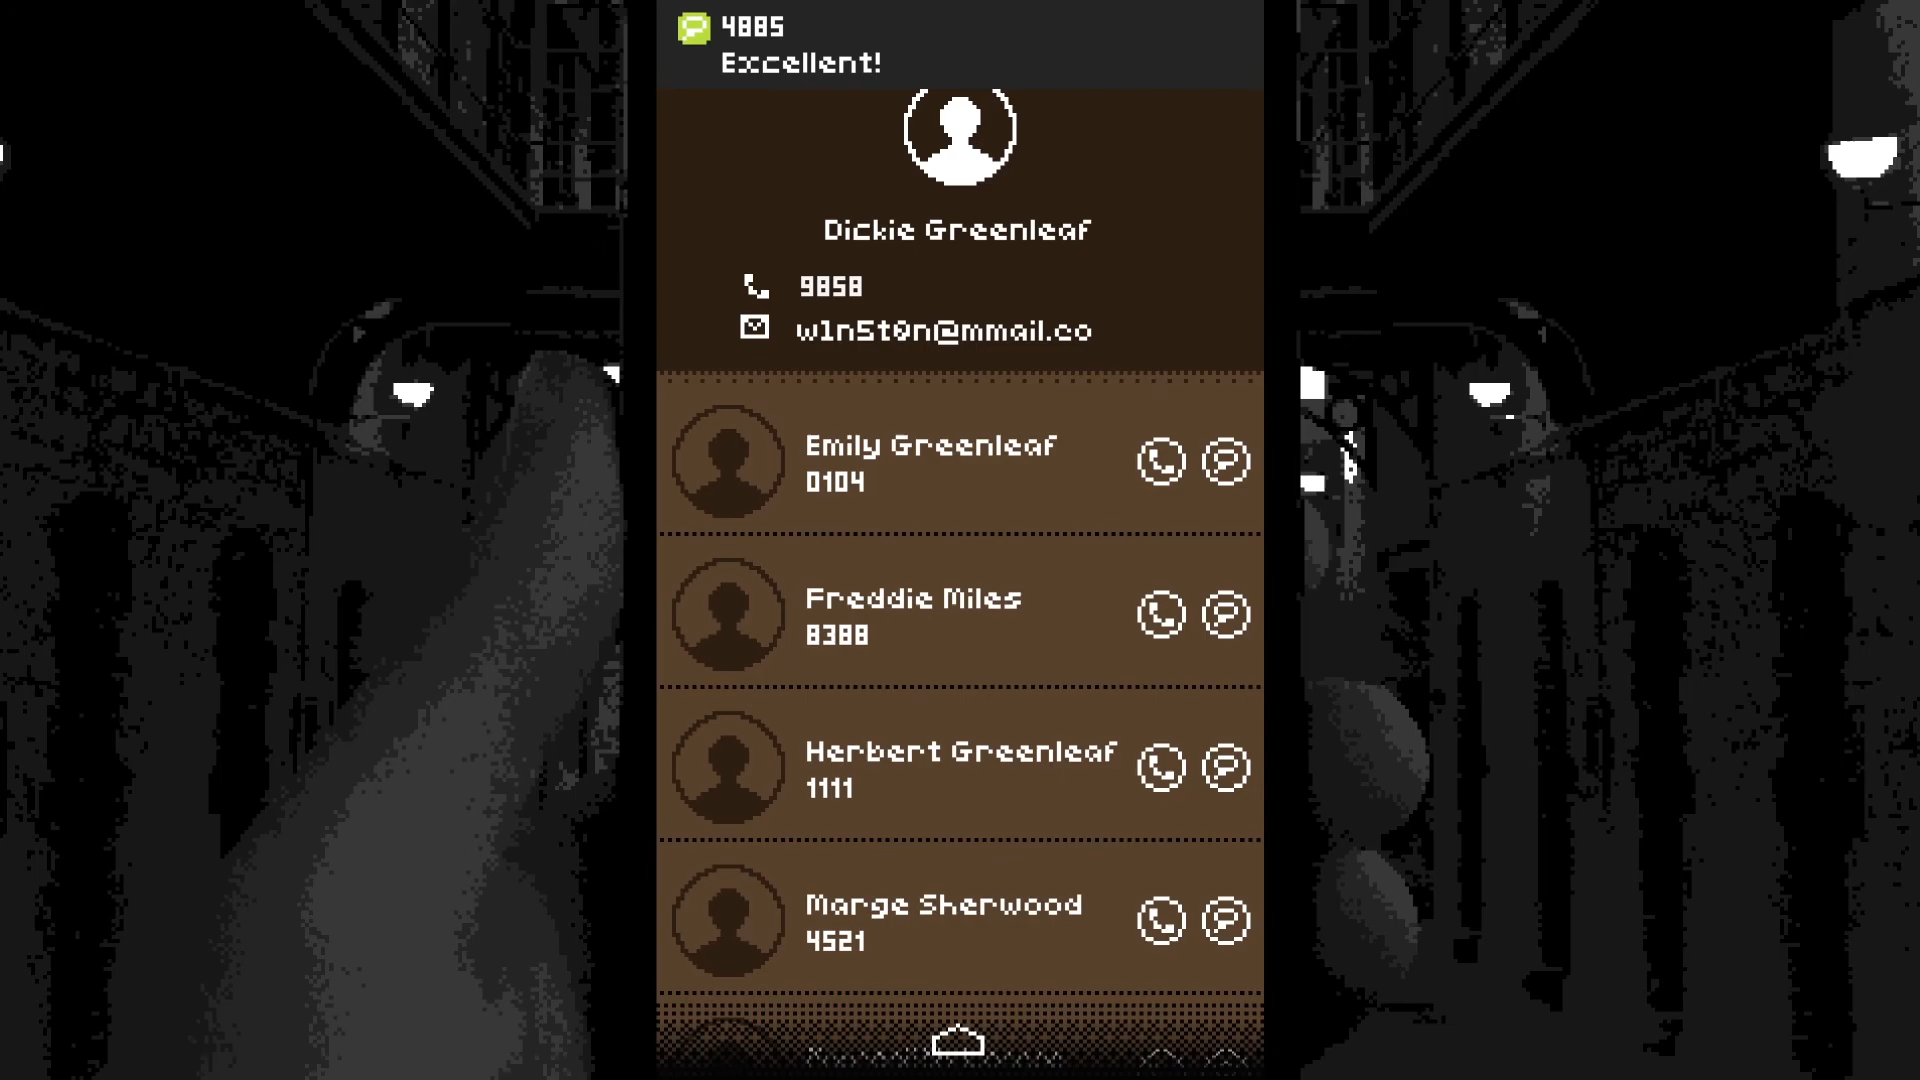 4885
Excellent!
Dickie Greenleaf
9858
w1n5t0n@mmail.co
Emily Greenleaf
0104
Freddie Miles
8388
Herbert Greenleaf
1111
Marge Sherwood
4521